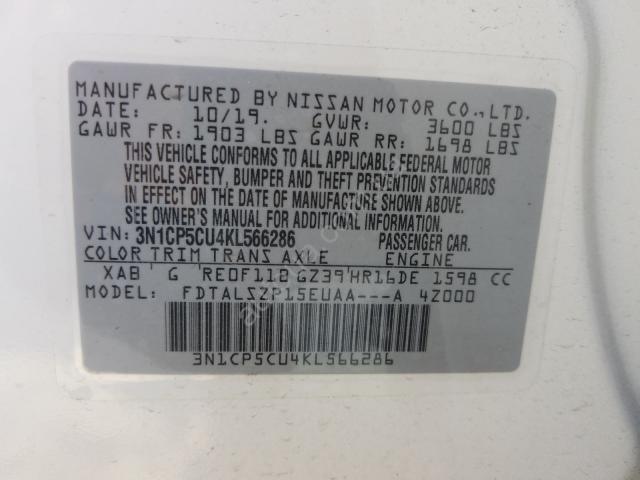 MANUFACTURED BY NISSAN MOTOR CO.,LTD.
DATE: 10/19. GVWR: 3600 LBS
GAWR FR: 1903 LBS GAWR RR: 1698 LBS
THIS VEHICLE CONFORMS TO ALL APPLICABLE FEDERAL MOTOR
VEHICLE SAFETY, BUMPER AND THEFT PREVENTION STANDARDS
IN EFFECT ON THE DATE OF MANUFACTURE SHOWN ABOVE.
SEE OWNER'S MANUAL FOR ADDITIONAL INFORMATION.
VIN: 3N1CP5CU4KL566286 PASSENGER CAR.
COLOR TRIM TRANS AXLE ENGINE
XAB G RE0F11B GZ39 HR16DE 1598 CC
MODEL: FDTALSZP15EUAA---A 4Z000
3N1CP5CU4KL566286